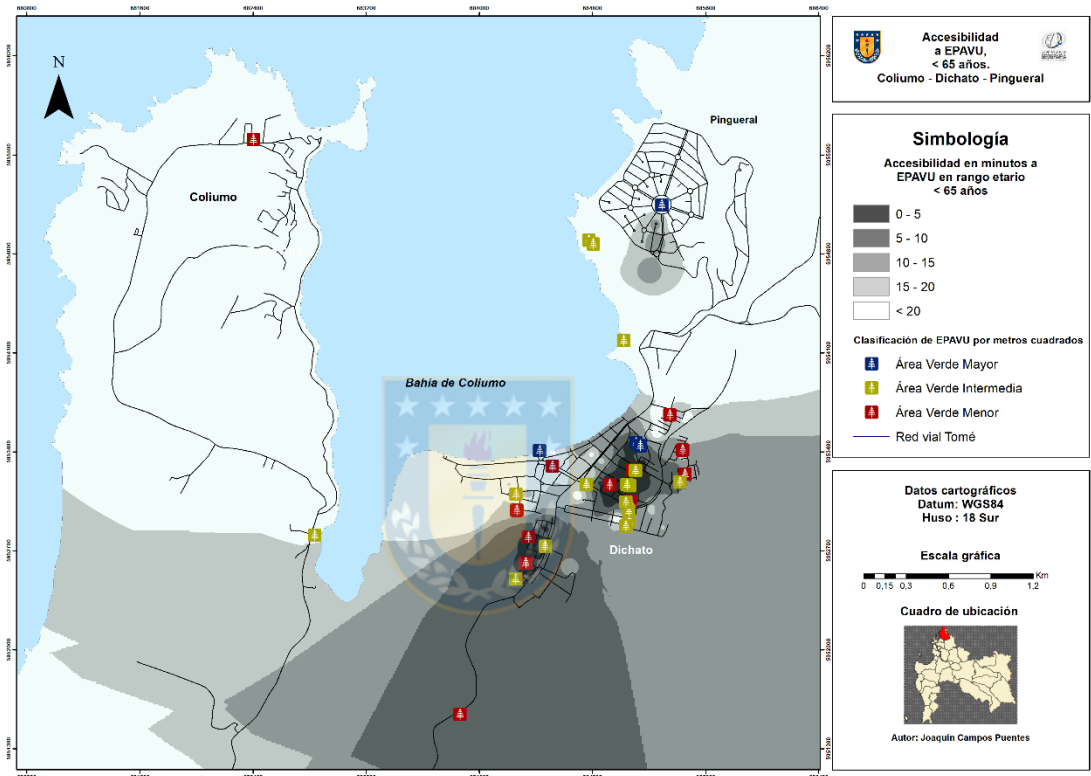 N
Coliumo
Pingueral
Bahía de Coliumo
Dichato
Accesibilidad
a EPAVU,
< 65 años.
Coliumo - Dichato - Pingueral
Simbología
Accesibilidad en minutos a
EPAVU en rango etario
< 65 años
0 - 5
5 - 10
10 - 15
15 - 20
< 20
Clasificación de EPAVU por metros cuadrados
Área Verde Mayor
Área Verde Intermedia
Área Verde Menor
Red vial Tomé
Datos cartográficos
Datum: WGS84
Huso : 18 Sur
Escala gráfica
Km
0 0,15 0,3 0,6 0,9 1,2
Cuadro de ubicación
Autor: Joaquín Campos Puentes